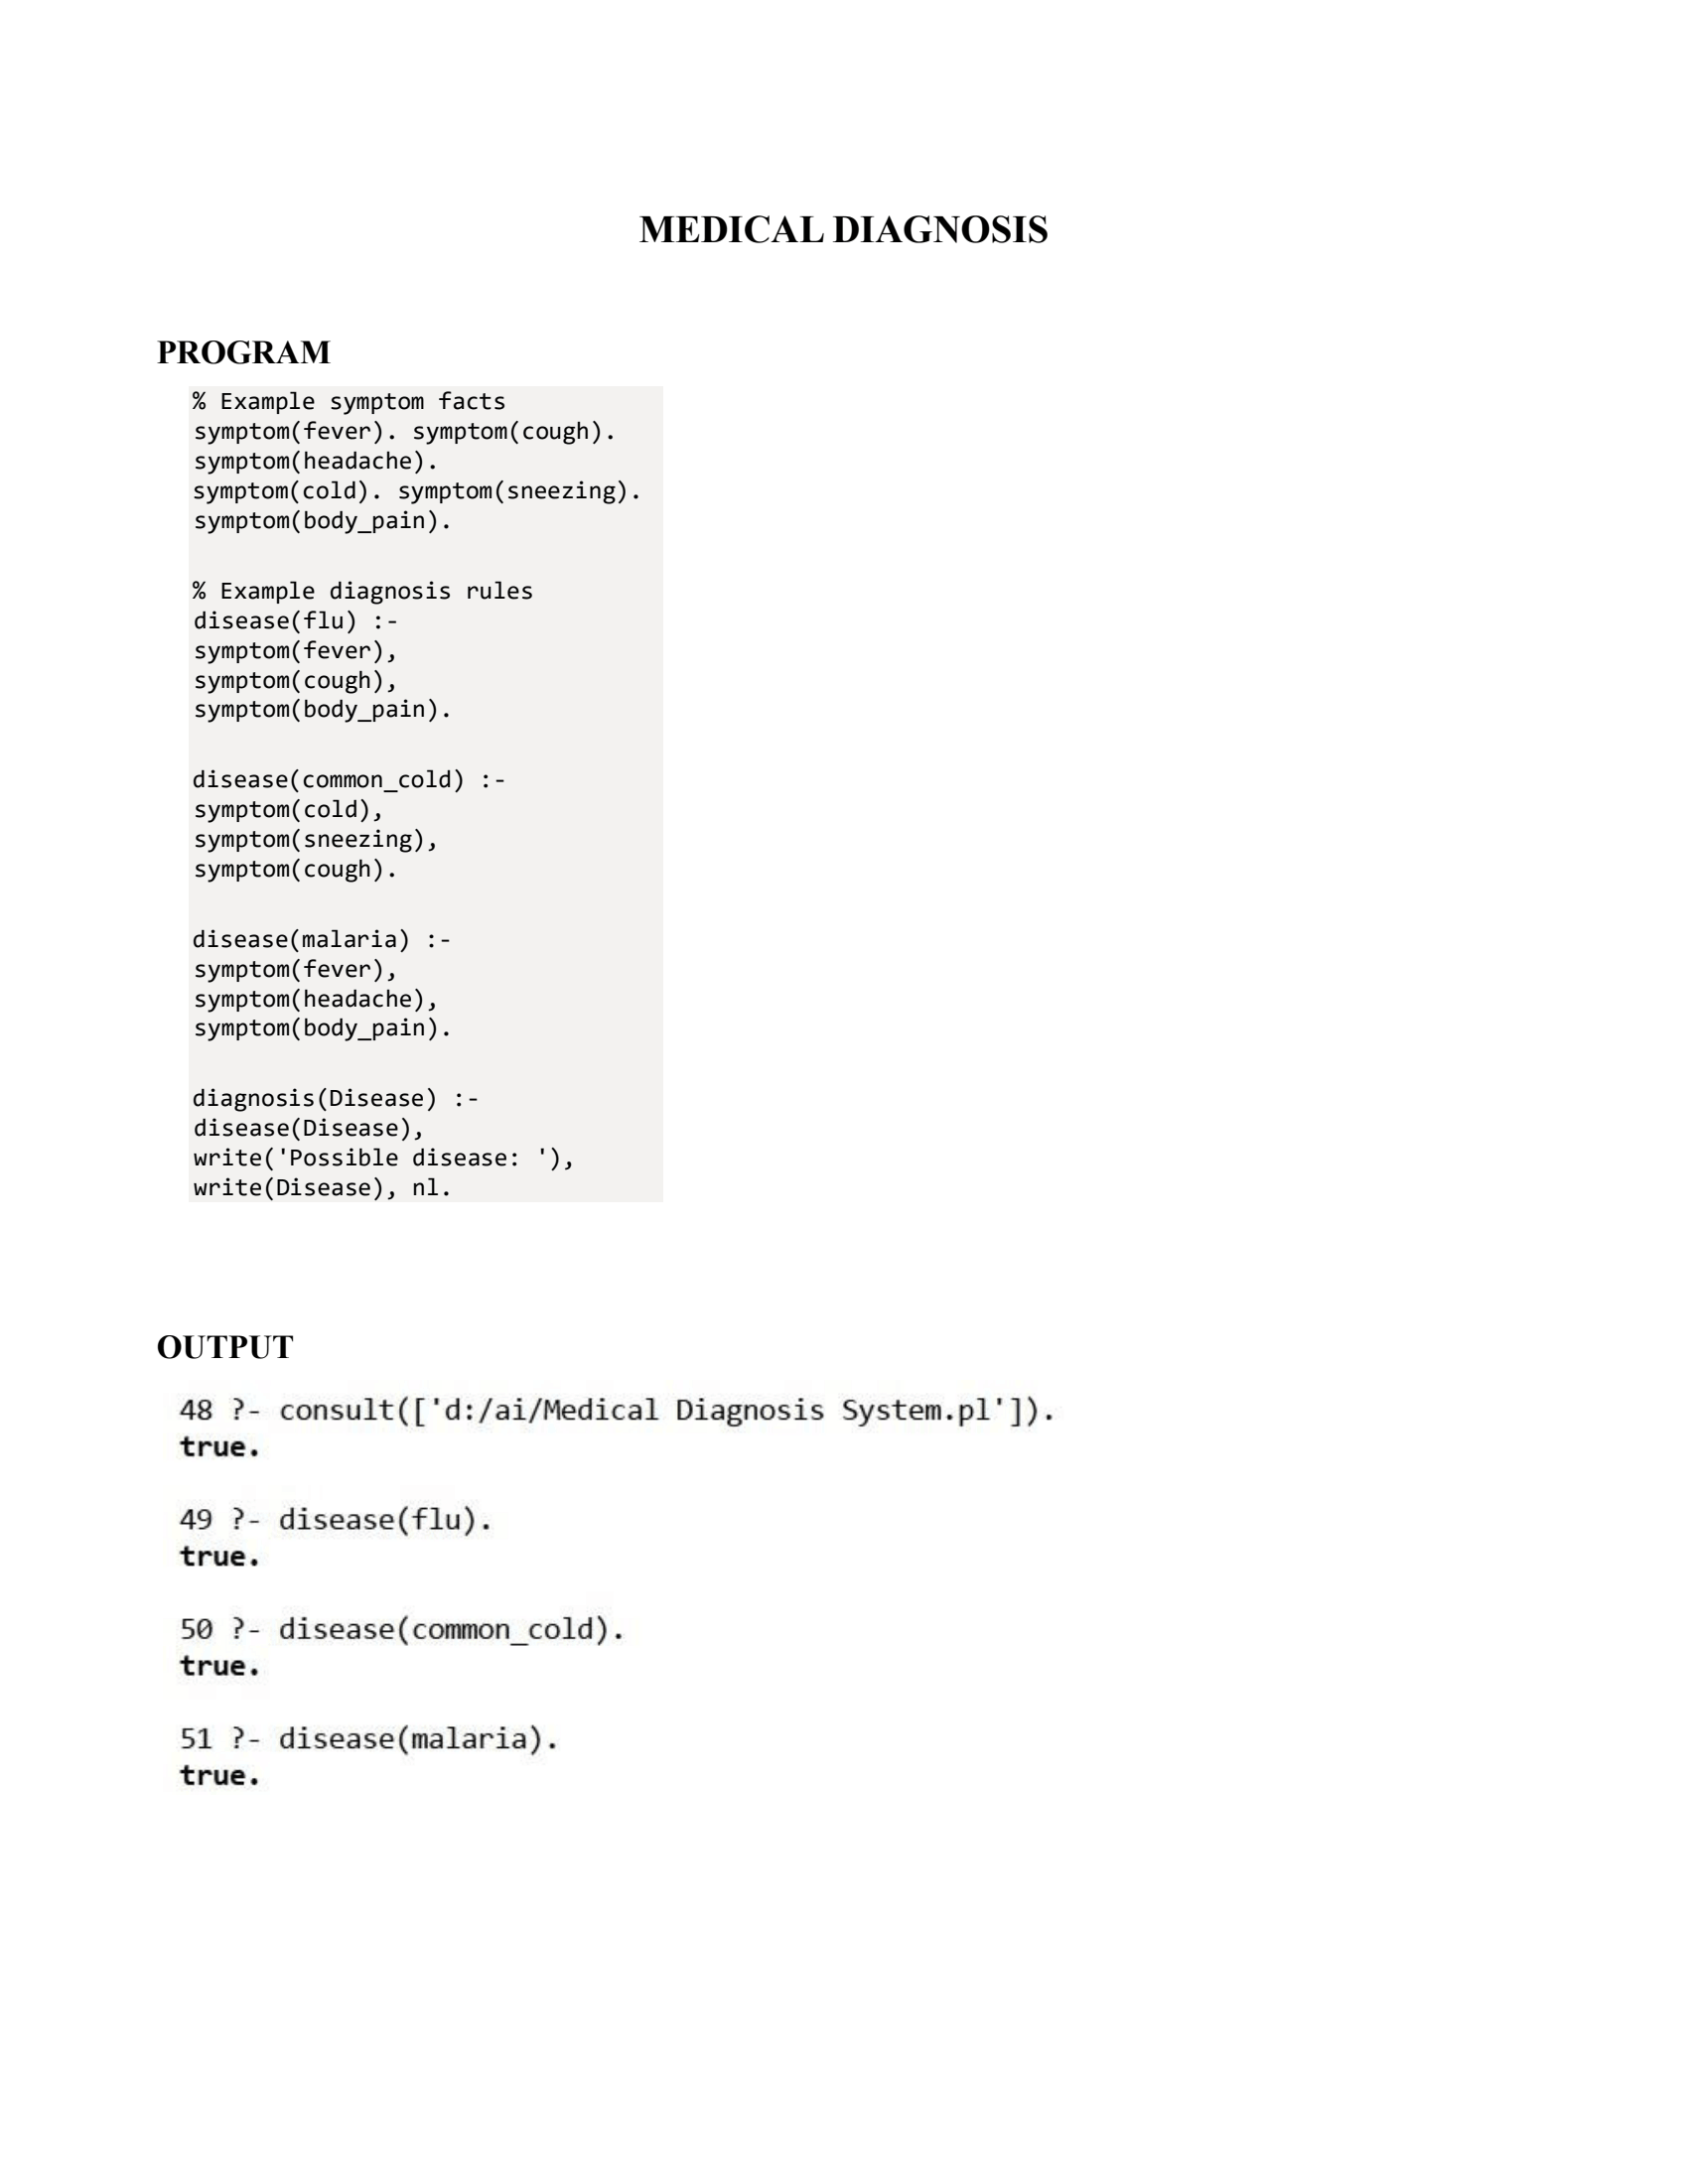 MEDICAL DIAGNOSIS
PROGRAM
% Example symptom facts
symptom(fever). symptom(cough).
symptom(headache).
symptom(cold). symptom(sneezing).
symptom(body_pain).
% Example diagnosis rules
disease(flu) :-
symptom(fever),
symptom(cough),
symptom(body_pain).
disease(common_cold) :-
symptom(cold),
symptom(sneezing),
symptom(cough).
disease(malaria) :-
symptom(fever),
symptom(headache),
symptom(body_pain).
diagnosis(Disease) :-
disease(Disease),
write('Possible disease: '),
write(Disease), nl.
OUTPUT
48 ?- consult(['d:/ai/Medical Diagnosis System.pl']).
true.
49 ?- disease(flu).
true.
50 ?- disease(common_cold).
true.
51 ?- disease(malaria).
true.